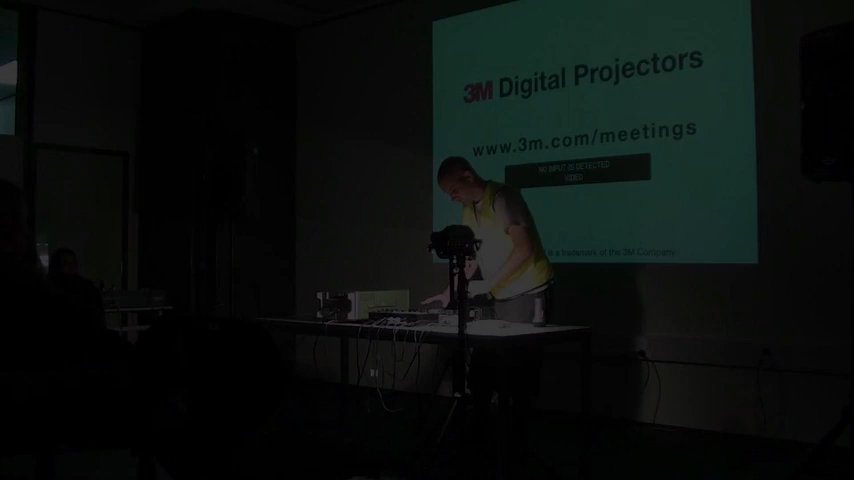 3M Digital Projectors
www.3m.com/meetings
NO INPUT IS DETECTED
VIDEO
is a trademark of the 3M Company